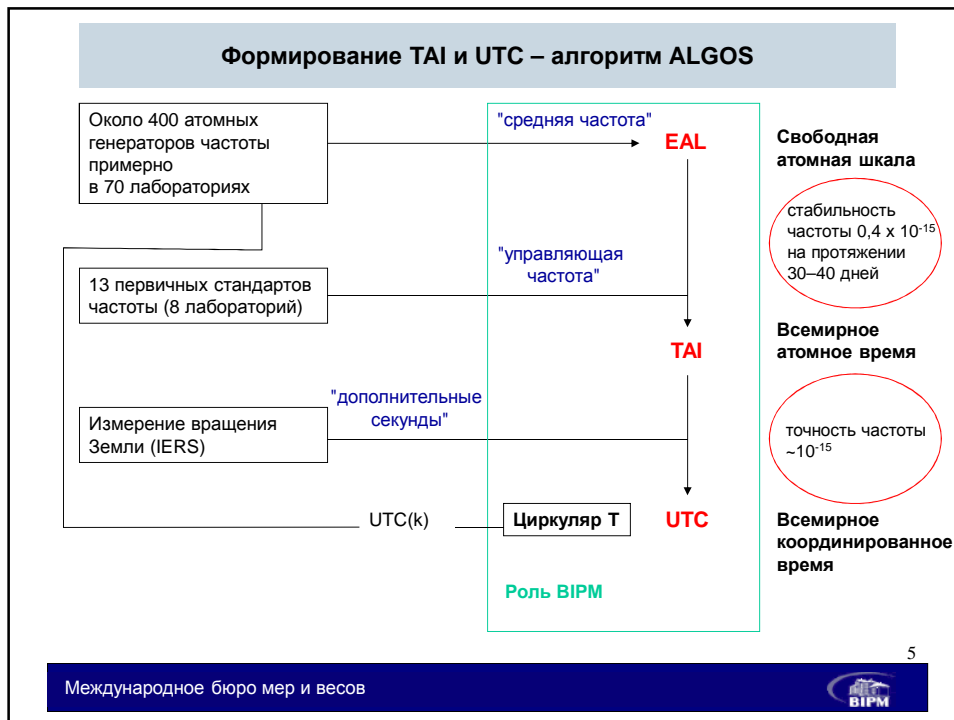 Формирование TAI и UTC – алгоритм ALGOS
Около 400 атомных
генераторов частоты
примерно
в 70 лабораториях
"средняя частота"
EAL
Свободная
атомная шкала
стабильность
частоты 0,4 x 10⁻¹⁵
на протяжении
30–40 дней
"управляющая
частота"
13 первичных стандартов
частоты (8 лабораторий)
TAI
Всемирное
атомное время
"дополнительные
секунды"
Измерение вращения
Земли (IERS)
точность частоты
~10⁻¹⁵
UTC(k)
Циркуляр T
UTC
Всемирное
координированное
время
Роль BIPM
5
Международное бюро мер и весов
BIPM